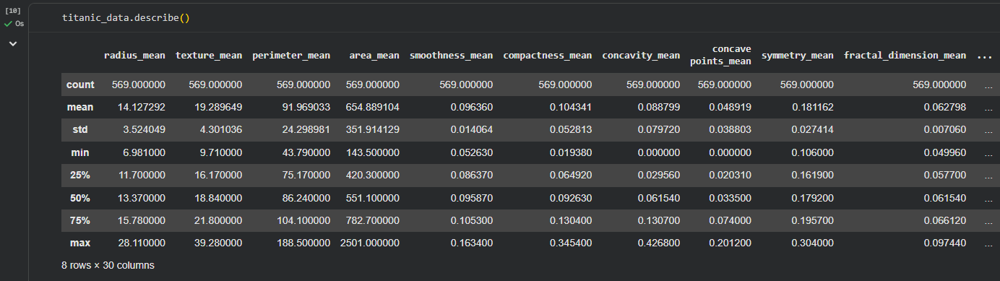 [10]
0s
titanic_data.describe()
radius_mean texture_mean perimeter_mean area_mean smoothness_mean compactness_mean concavity_mean concave points_mean symmetry_mean fractal_dimension_mean ...
count 569.000000 569.000000 569.000000 569.000000 569.000000 569.000000 569.000000 569.000000 569.000000 569.000000 ...
mean 14.127292 19.289649 91.969033 654.889104 0.096360 0.104341 0.088799 0.048919 0.181162 0.062798 ...
std 3.524049 4.301036 24.298981 351.914129 0.014064 0.052813 0.079720 0.038803 0.027414 0.007060 ...
min 6.981000 9.710000 43.790000 143.500000 0.052630 0.019380 0.000000 0.000000 0.106000 0.049960 ...
25% 11.700000 16.170000 75.170000 420.300000 0.086370 0.064920 0.029560 0.020310 0.161900 0.057700 ...
50% 13.370000 18.840000 86.240000 551.100000 0.095870 0.092630 0.061540 0.033500 0.179200 0.061540 ...
75% 15.780000 21.800000 104.100000 782.700000 0.105300 0.130400 0.130700 0.074000 0.195700 0.066120 ...
max 28.110000 39.280000 188.500000 2501.000000 0.163400 0.345400 0.426800 0.201200 0.304000 0.097440 ...
8 rows × 30 columns